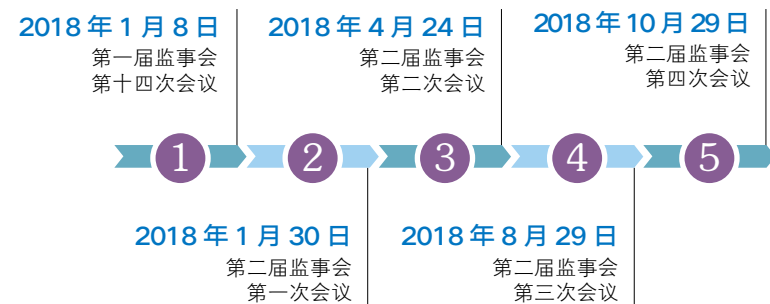 2018 年 1 月 8 日
第一届监事会
第十四次会议
2018 年 4 月 24 日
第二届监事会
第二次会议
2018 年 10 月 29 日
第二届监事会
第四次会议
1
2
3
4
5
2018 年 1 月 30 日
第二届监事会
第一次会议
2018 年 8 月 29 日
第二届监事会
第三次会议